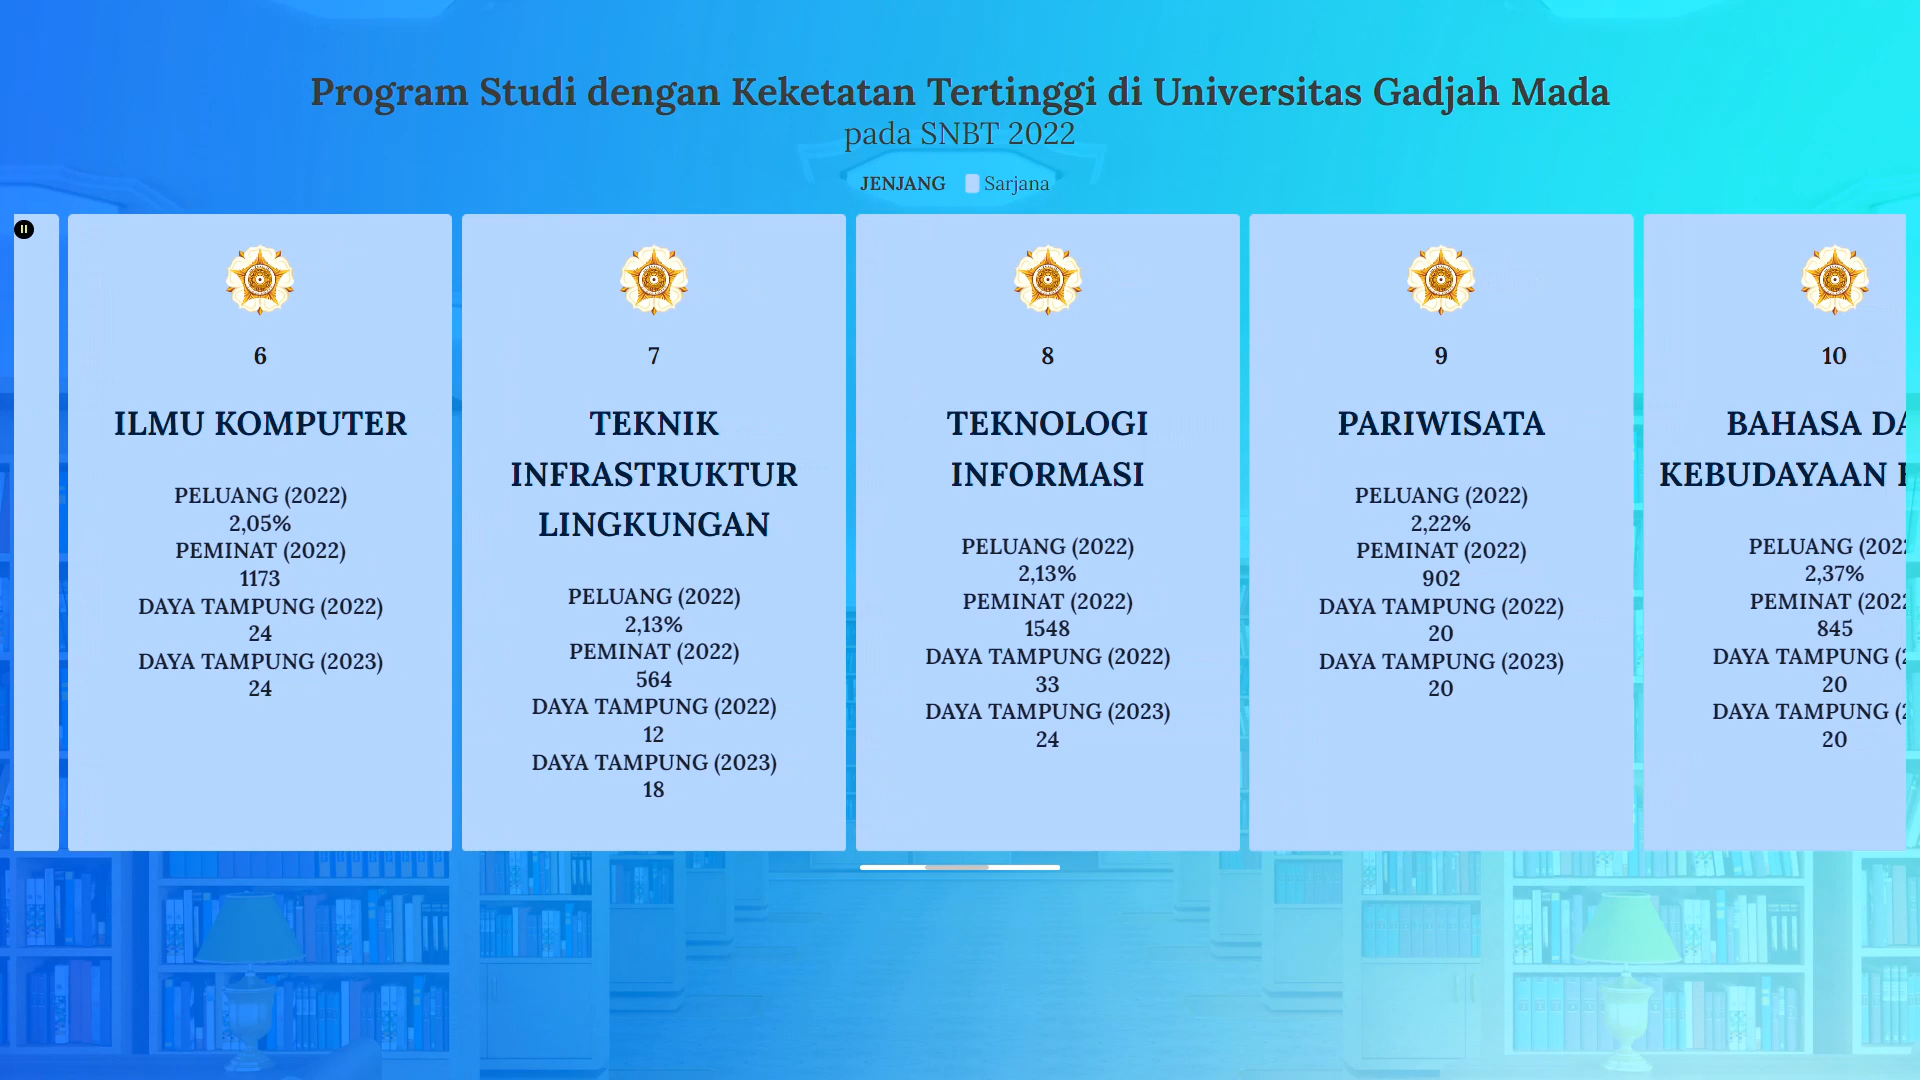 Program Studi dengan Keketatan Tertinggi di Universitas Gadjah Mada
pada SNBT 2022
JENJANG Sarjana
6
ILMU KOMPUTER
PELUANG (2022)
2,05%
PEMINAT (2022)
1173
DAYA TAMPUNG (2022)
24
DAYA TAMPUNG (2023)
24
7
TEKNIK
INFRASTRUKTUR
LINGKUNGAN
PELUANG (2022)
2,13%
PEMINAT (2022)
564
DAYA TAMPUNG (2022)
12
DAYA TAMPUNG (2023)
18
8
TEKNOLOGI
INFORMASI
PELUANG (2022)
2,13%
PEMINAT (2022)
1548
DAYA TAMPUNG (2022)
33
DAYA TAMPUNG (2023)
24
9
PARIWISATA
PELUANG (2022)
2,22%
PEMINAT (2022)
902
DAYA TAMPUNG (2022)
20
DAYA TAMPUNG (2023)
20
10
BAHASA
KEBUDAYAAN
PELUANG
2,37%
PEMINAT
845
DAYA TAMPUNG
20
DAYA TAMPUNG
20